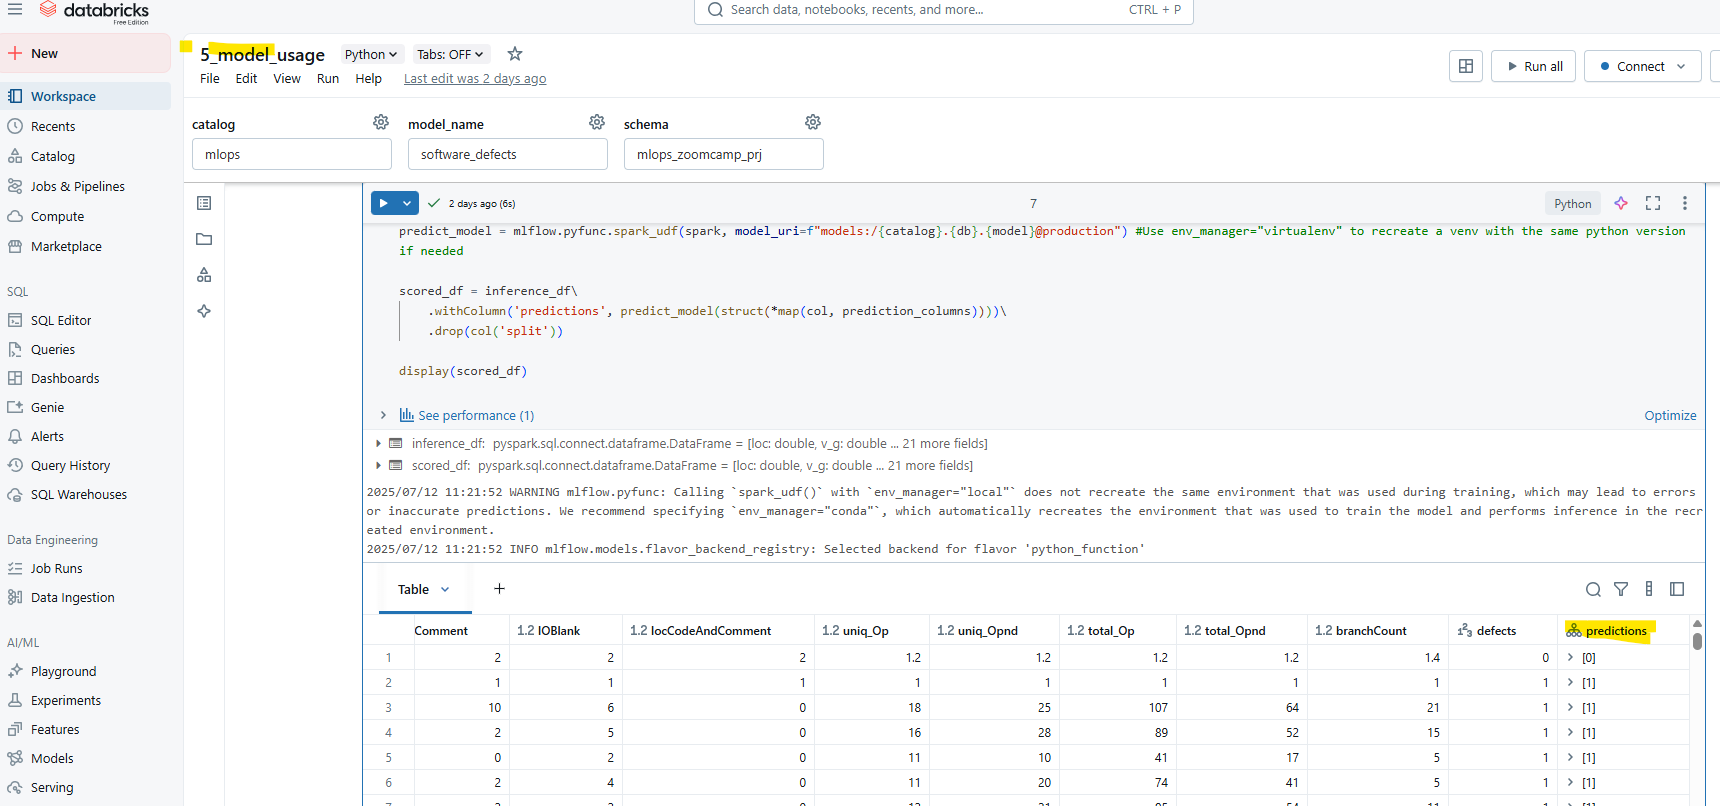 databricks
Free Edition
Search data, notebooks, recents, and more...
CTRL + P
New
5_model_usage
Python
Tabs: OFF
File
Edit
View
Run
Help
Last edit was 2 days ago
Run all
Connect
Workspace
Recents
Catalog
Jobs & Pipelines
Compute
Marketplace
SQL
SQL Editor
Queries
Dashboards
Genie
Alerts
Query History
SQL Warehouses
Data Engineering
Job Runs
Data Ingestion
AI/ML
Playground
Experiments
Features
Models
Serving
catalog
model_name
schema
mlops
software_defects
mlops_zoomcamp_prj
2 days ago (6s)
7
Python
predict_model = mlflow.pyfunc.spark_udf(spark, model_uri=f"models:/{catalog}.{db}.{model}@production") #Use env_manager="virtualenv" to recreate a venv with the same python version
if needed
scored_df = inference_df\
.withColumn('predictions', predict_model(struct(*map(col, prediction_columns))))\
.drop(col('split'))
display(scored_df)
See performance (1)
Optimize
inference_df: pyspark.sql.connect.dataframe.DataFrame = [loc: double, v_g: double ... 21 more fields]
scored_df: pyspark.sql.connect.dataframe.DataFrame = [loc: double, v_g: double ... 21 more fields]
2025/07/12 11:21:52 WARNING mlflow.pyfunc: Calling `spark_udf()` with `env_manager="local"` does not recreate the same environment that was used during training, which may lead to errors
or inaccurate predictions. We recommend specifying `env_manager="conda"`, which automatically recreates the environment that was used to train the model and performs inference in the recr
eated environment.
2025/07/12 11:21:52 INFO mlflow.models.flavor_backend_registry: Selected backend for flavor 'python_function'
Table
Comment 1.2 lOBlank 1.2 locCodeAndComment 1.2 uniq_Op 1.2 uniq_Opnd 1.2 total_Op 1.2 total_Opnd 1.2 branchCount 123 defects predictions
1 2 2 2 1.2 1.2 1.2 1.2 1.4 0 [0]
2 1 1 1 1 1 1 1 1 1 [1]
3 10 6 0 18 25 107 64 21 1 [1]
4 2 5 0 16 28 89 52 15 1 [1]
5 0 2 0 11 10 41 17 5 1 [1]
6 2 4 0 11 20 74 41 5 1 [1]